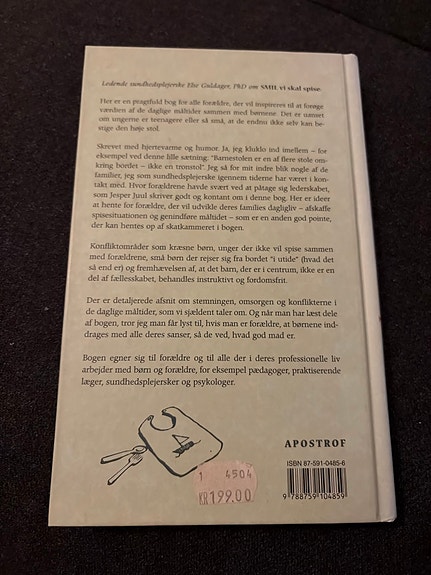 Ledende sundhedsplejerske Else Guldager, PhD om SMIL vi skal spise.
Her er en pragtfuld bog for alle forældre, der vil inspireres til at forøge
værdien af de daglige måltider sammen med børnene. Det er uanset
om ungerne er teenagere eller så små, at de endnu ikke selv kan be-
stige den høje stol.
Skrevet med hjertevarme og humor. Ja, jeg kluklo ind imellem – for
eksempel ved denne lille sætning: "Barnestolen er en af flere stole om-
kring bordet – ikke en tronstol". Jeg så for mit indre blik nogle af de
familier, jeg som sundhedsplejerske igennem tiderne har været i kon-
takt med. Hvor forældrene havde svært ved at påtage sig lederskabet,
som Jesper Juul skriver godt og kontant om i denne bog. Her er ideer
at hente for forældre, der vil udvikle deres families dagligliv – afskaffe
spisesituationen og genindføre måltidet – som er en anden god pointe,
der kan hentes op af skatkammeret i bogen.
Konfliktområder som kræsne børn, unger der ikke vil spise sammen
med forældrene, små børn der rejser sig fra bordet "i utide" (hvad det
så end er) og fremhævelsen af, at det barn, der er i centrum, ikke er en
del af fællesskabet, behandles instruktivt og fordomsfrit.
Der er detaljerede afsnit om stemningen, omsorgen og konflikterne i
de daglige måltider, som vi sjældent taler om. Og når man har læst dele
af bogen, tror jeg man får lyst til, hvis man er forældre, at børnene ind-
drages med alle deres sanser, så de ved, hvad god mad er.
Bogen egner sig til forældre og til alle der i deres professionelle liv
arbejder med børn og forældre, for eksempel pædagoger, praktiserende
læger, sundhedsplejersker og psykologer.
1 4504
KR199.00
APOSTROF
ISBN 87-591-0485-6
9 788759 104859